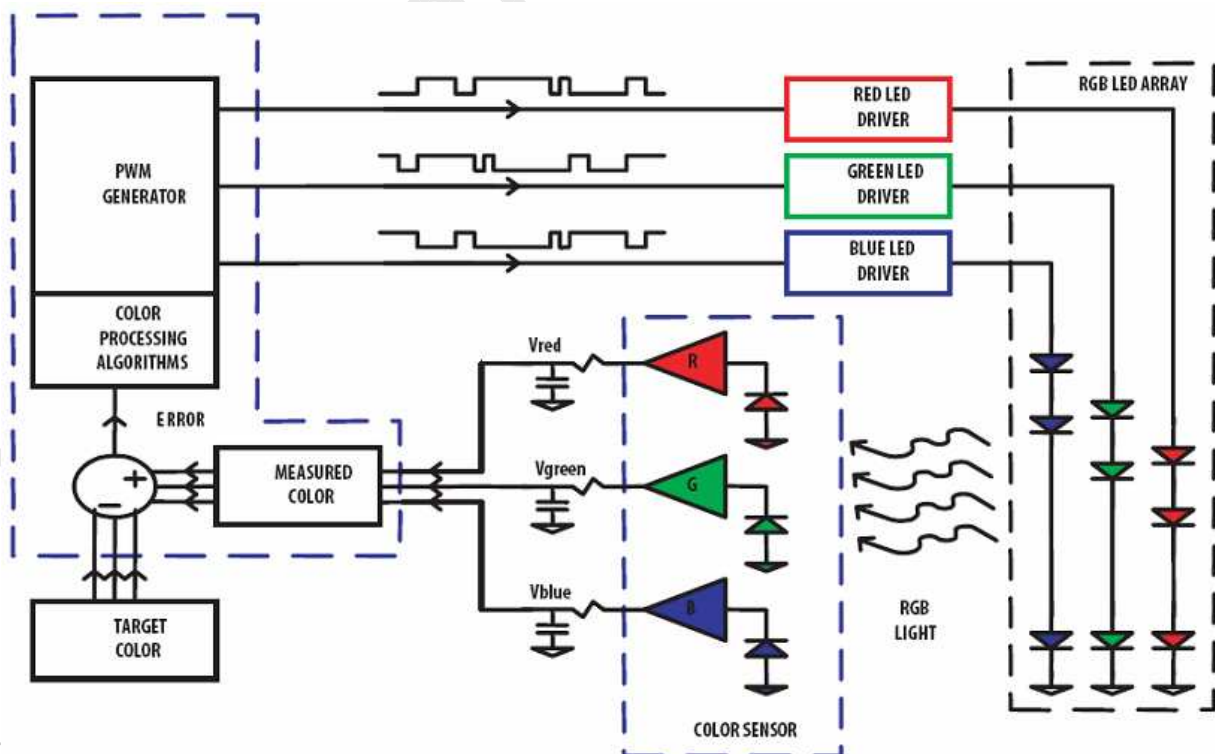 RGB LED ARRAY
RED LED
DRIVER
PWM
GENERATOR
GREEN LED
DRIVER
BLUE LED
DRIVER
COLOR
PROCESSING
ALGORITHMS
Vred
R
ERROR
+
−
MEASURED
COLOR
Vgreen
G
Vblue
B
TARGET
COLOR
RGB
LIGHT
COLOR SENSOR